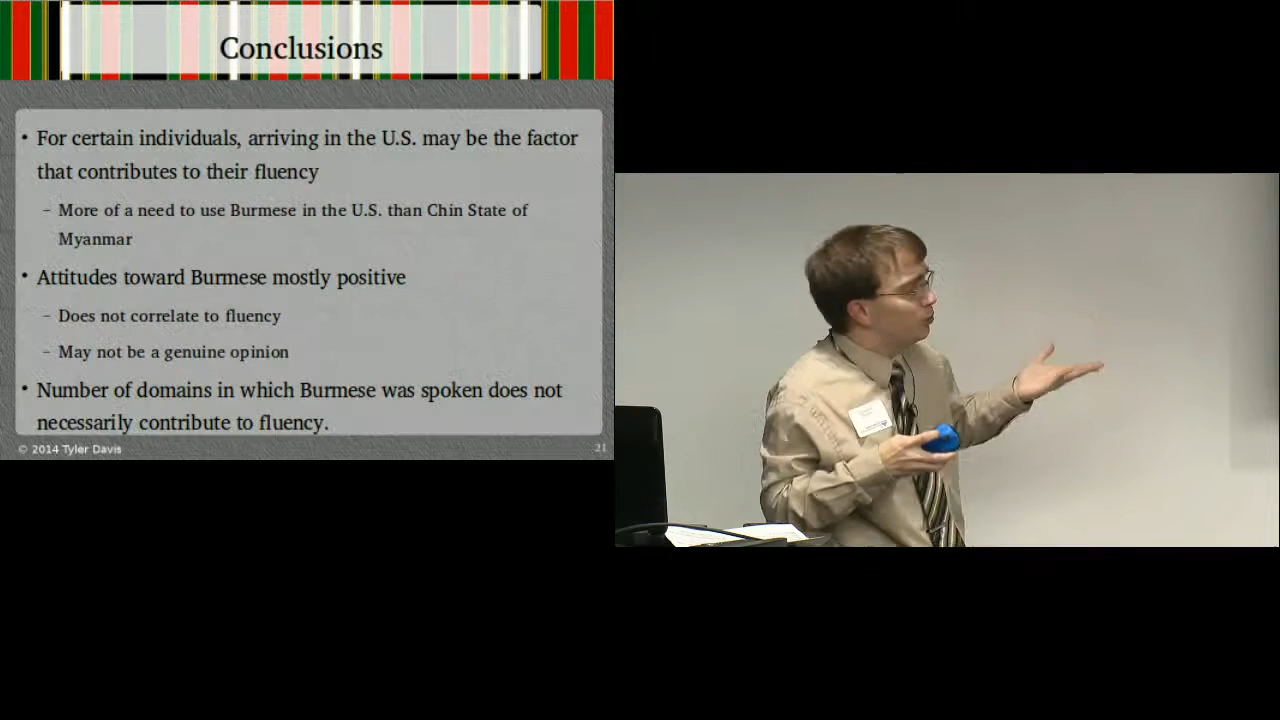 Conclusions
• For certain individuals, arriving in the U.S. may be the factor
that contributes to their fluency
– More of a need to use Burmese in the U.S. than Chin State of
Myanmar
• Attitudes toward Burmese mostly positive
– Does not correlate to fluency
– May not be a genuine opinion
• Number of domains in which Burmese was spoken does not
necessarily contribute to fluency.
© 2014 Tyler Davis
21